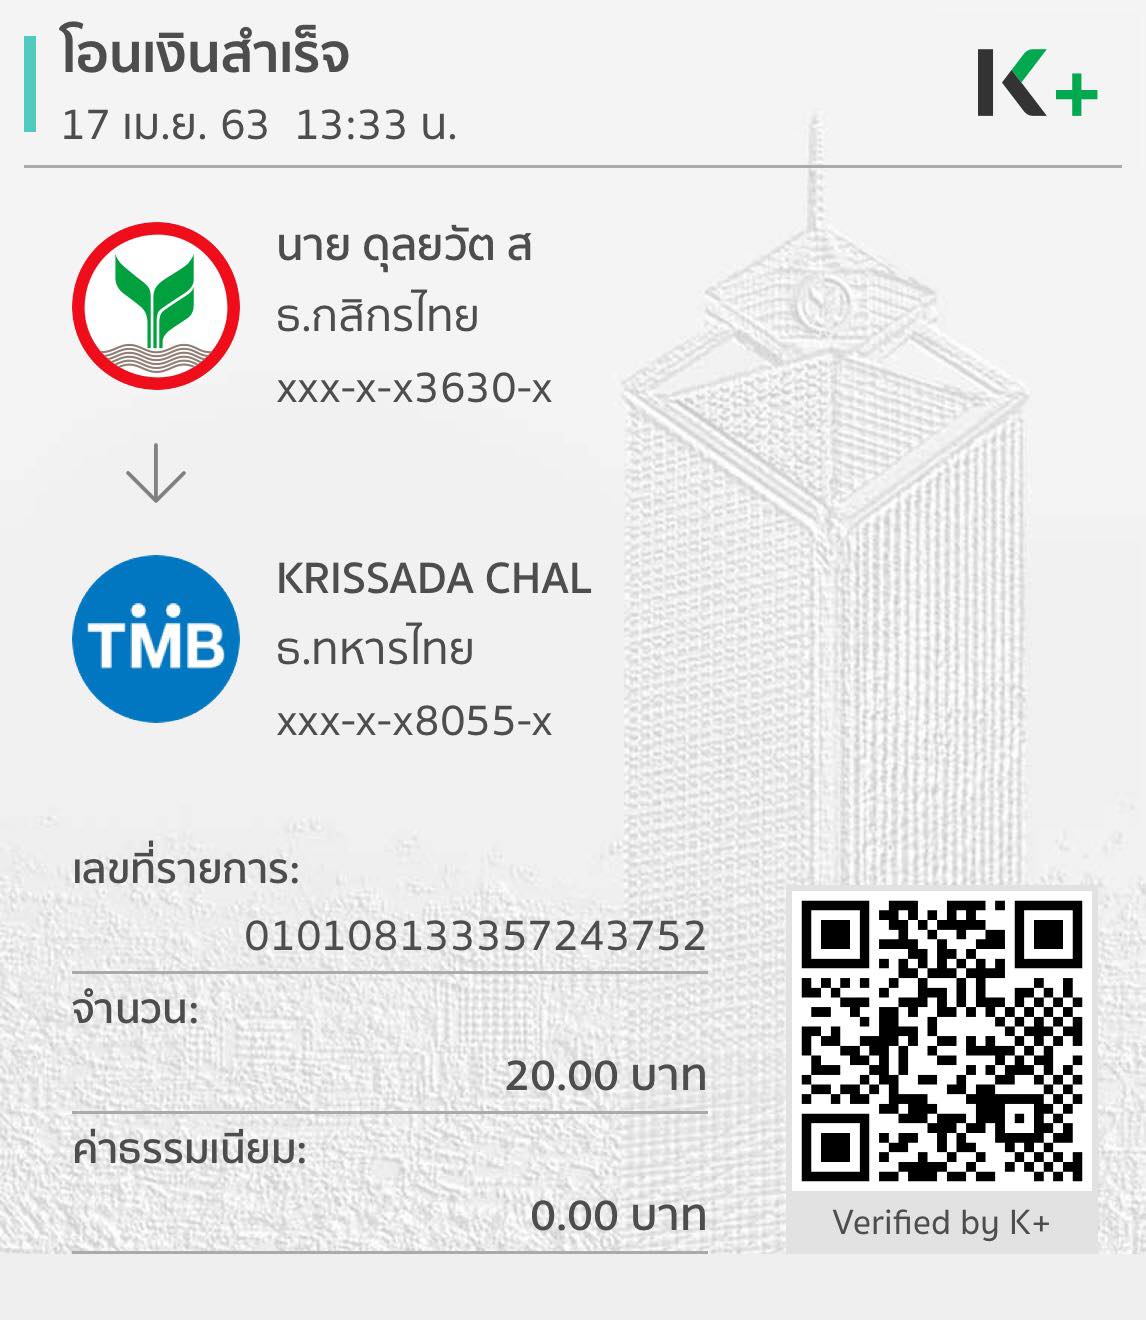 โอนเงินสำเร็จ
17 เม.ย. 63  13:33 น.
K+
นาย ดุลยวัต ส
ธ.กสิกรไทย
xxx-x-x3630-x
TMB
KRISSADA CHAL
ธ.ทหารไทย
xxx-x-x8055-x
เลขที่รายการ:
010108133357243752
จำนวน:
20.00 บาท
ค่าธรรมเนียม:
0.00 บาท
Verified by K+